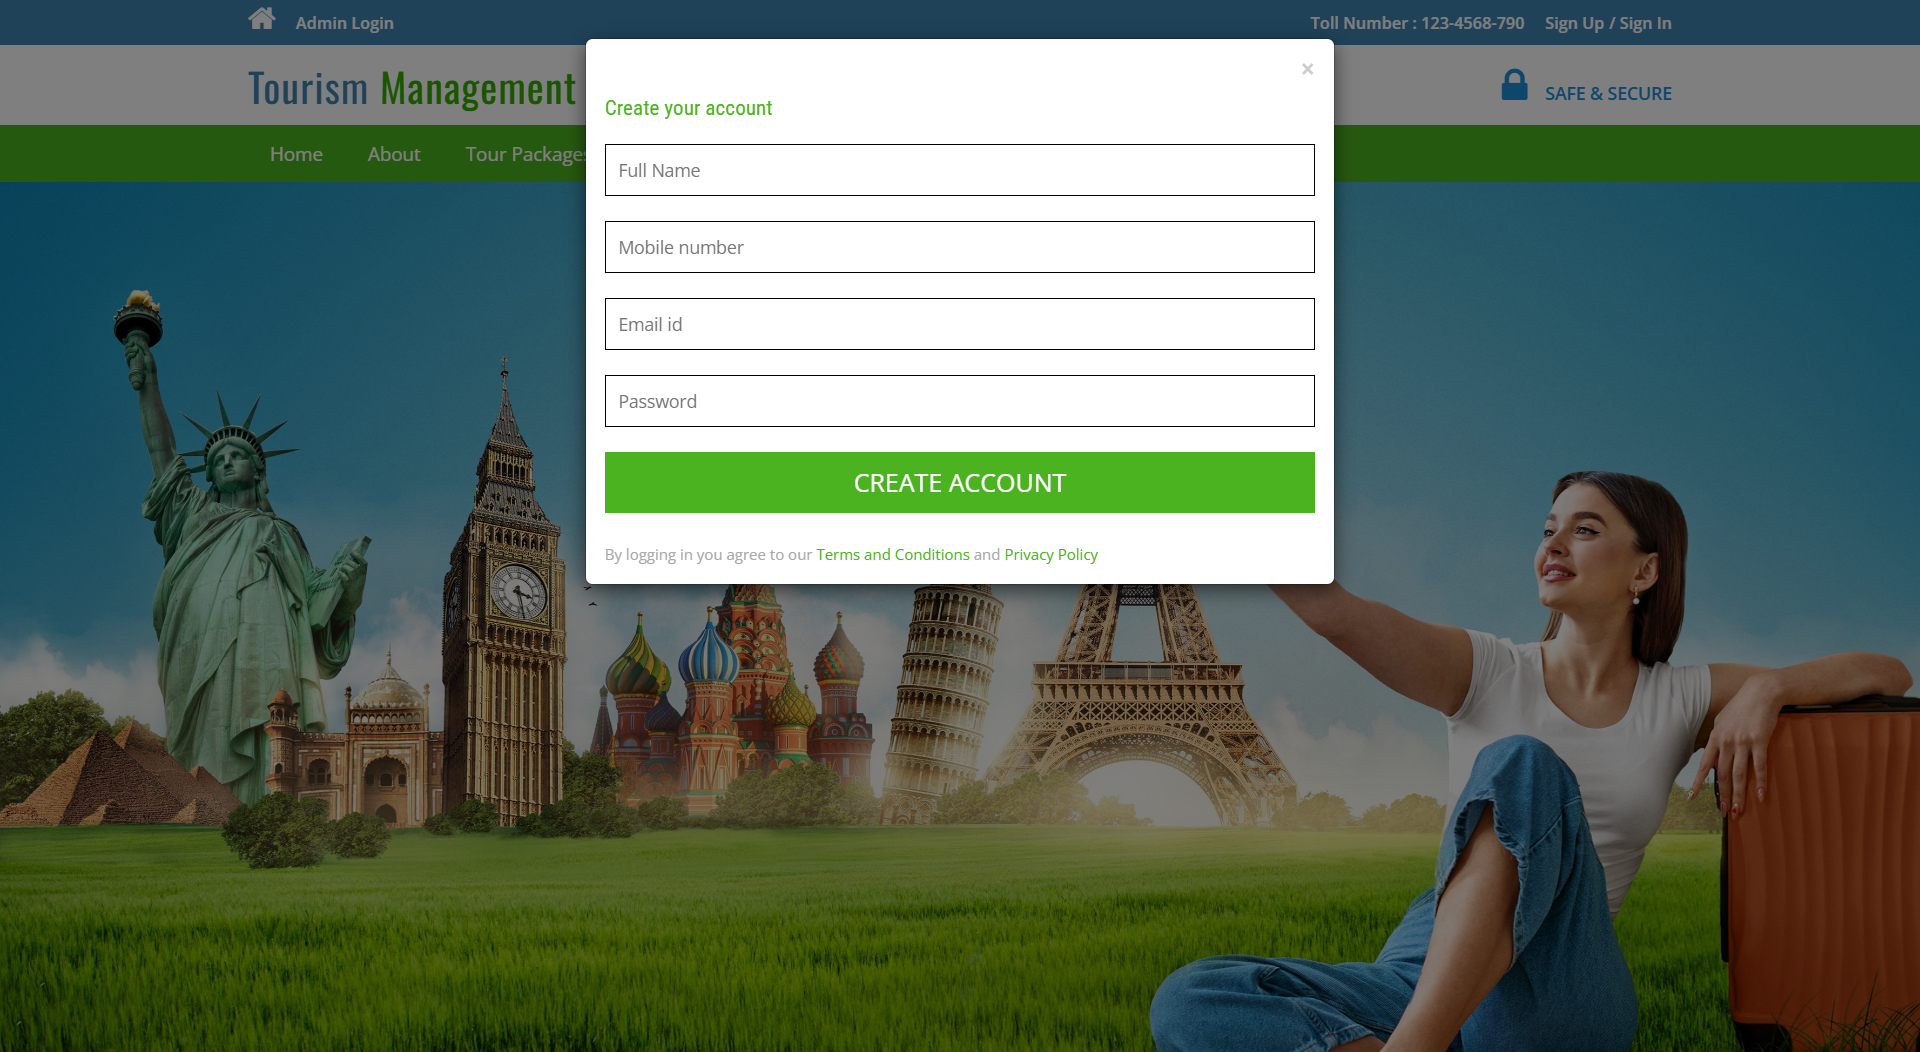 Admin Login
Toll Number : 123-4568-790
Sign Up / Sign In
Tourism Management
SAFE & SECURE
Home
About
Tour Packages
×
Create your account
Full Name
Mobile number
Email id
Password
CREATE ACCOUNT
By logging in you agree to our Terms and Conditions and Privacy Policy